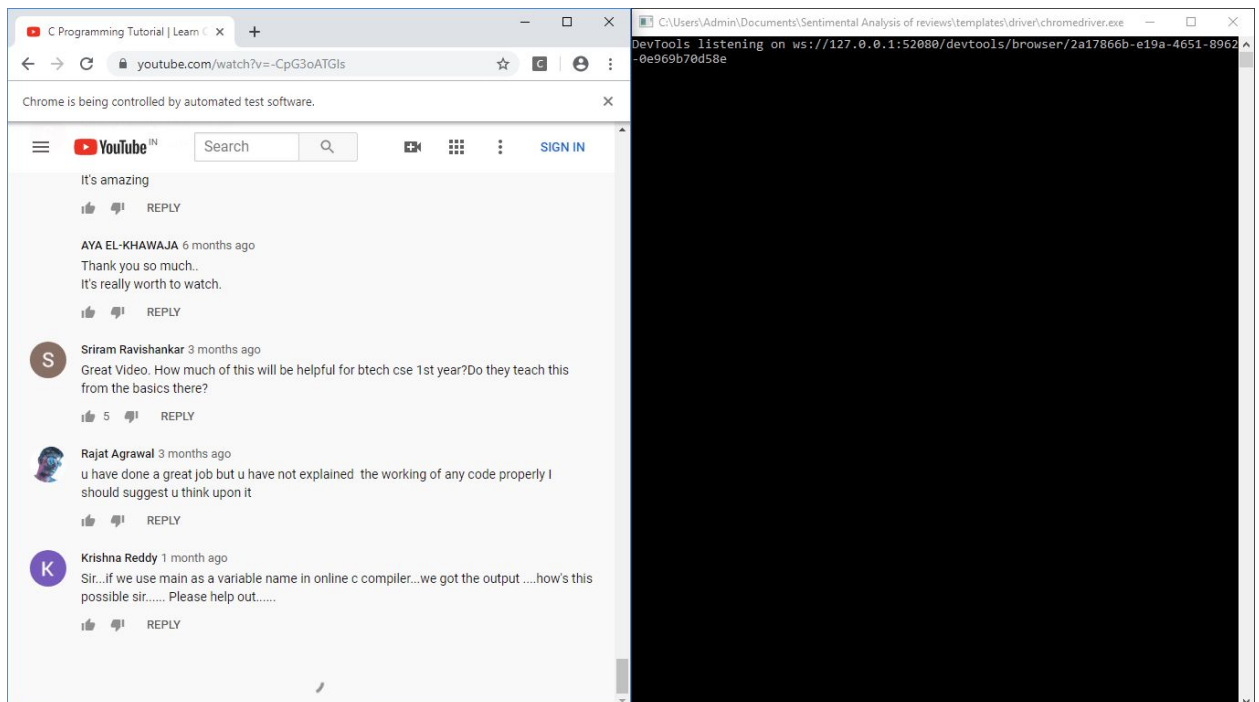 C Programming Tutorial | Learn C
youtube.com/watch?v=-CpG3oATGIs
C
Chrome is being controlled by automated test software.
YouTube IN
Search
SIGN IN
It's amazing
REPLY
AYA EL-KHAWAJA 6 months ago
Thank you so much..
It's really worth to watch.
REPLY
S
Sriram Ravishankar 3 months ago
Great Video. How much of this will be helpful for btech cse 1st year?Do they teach this
from the basics there?
5 REPLY
Rajat Agrawal 3 months ago
u have done a great job but u have not explained the working of any code properly I
should suggest u think upon it
REPLY
K
Krishna Reddy 1 month ago
Sir...if we use main as a variable name in online c compiler...we got the output ....how's this
possible sir...... Please help out......
REPLY
C:\Users\Admin\Documents\Sentimental Analysis of reviews\templates\driver\chromedriver.exe
DevTools listening on ws://127.0.0.1:52080/devtools/browser/2a17866b-e19a-4651-8962
-0e969b70d58e